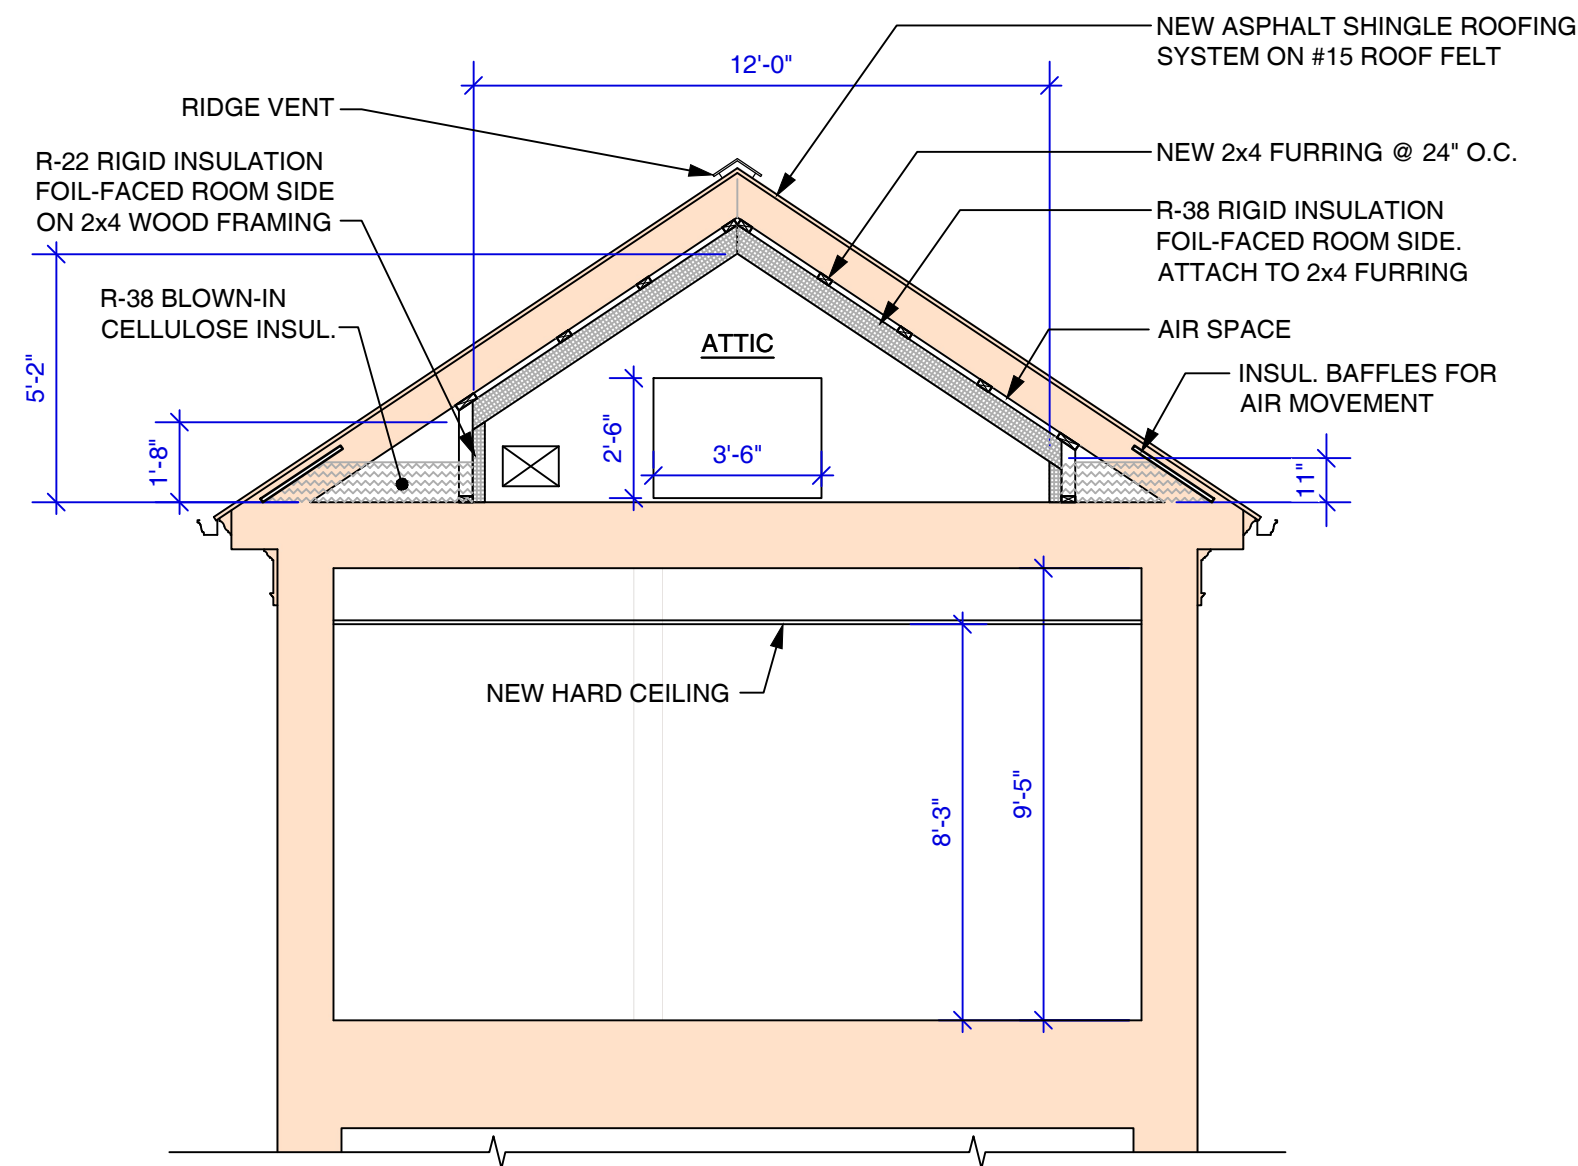 NEW ASPHALT SHINGLE ROOFING
SYSTEM ON #15 ROOF FELT
12'-0"
RIDGE VENT
R-22 RIGID INSULATION
FOIL-FACED ROOM SIDE
ON 2x4 WOOD FRAMING
NEW 2x4 FURRING @ 24" O.C.
R-38 RIGID INSULATION
FOIL-FACED ROOM SIDE.
ATTACH TO 2x4 FURRING
R-38 BLOWN-IN
CELLULOSE INSUL.
AIR SPACE
ATTIC
INSUL. BAFFLES FOR
AIR MOVEMENT
5'-2"
1'-8"
2'-6"
3'-6"
11"
NEW HARD CEILING
8'-3"
9'-5"